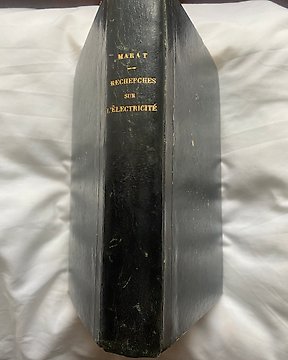 MARAT
RECHERCHES
SUR
L'ÉLECTRICITÉ